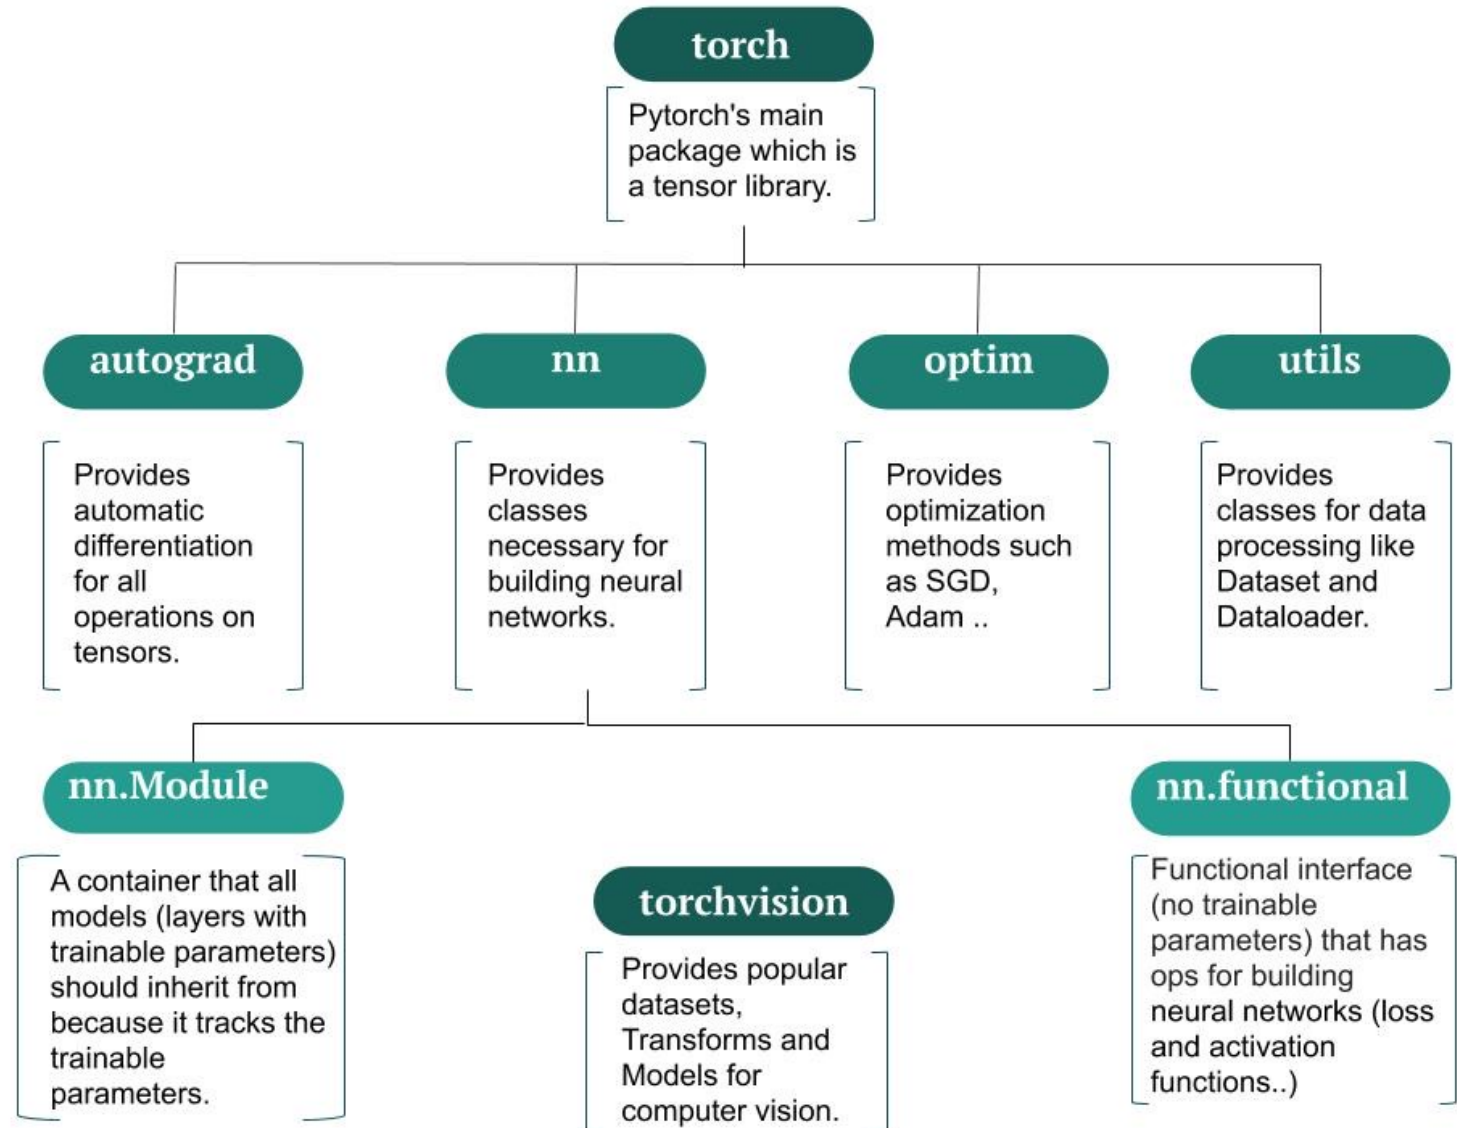 torch
Pytorch's main
package which is
a tensor library.
autograd
Provides
automatic
differentiation
for all
operations on
tensors.
nn
Provides
classes
necessary for
building neural
networks.
optim
Provides
optimization
methods such
as SGD,
Adam ..
utils
Provides
classes for data
processing like
Dataset and
Dataloader.
nn.Module
A container that all
models (layers with
trainable parameters)
should inherit from
because it tracks the
trainable
parameters.
torchvision
Provides popular
datasets,
Transforms and
Models for
computer vision.
nn.functional
Functional interface
(no trainable
parameters) that has
ops for building
neural networks (loss
and activation
functions..)